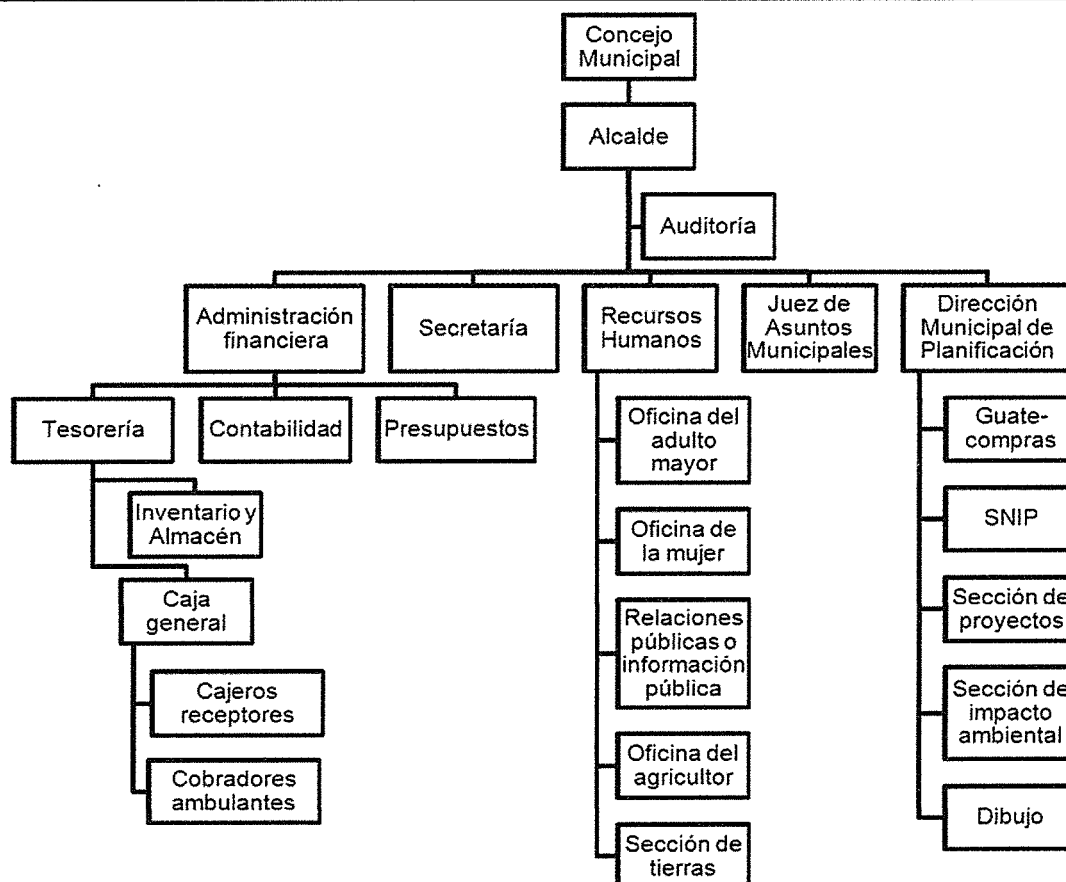 Concejo
Municipal
Alcalde
Auditoría
Administración
financiera
Secretaría
Recursos
Humanos
Juez de
Asuntos
Municipales
Dirección
Municipal de
Planificación
Tesorería
Contabilidad
Presupuestos
Inventario y
Almacén
Caja
general
Cajeros
receptores
Cobradores
ambulantes
Oficina del
adulto
mayor
Oficina de
la mujer
Relaciones
públicas o
información
pública
Oficina del
agricultor
Sección de
tierras
Guate-
compras
SNIP
Sección de
proyectos
Sección de
impacto
ambiental
Dibujo